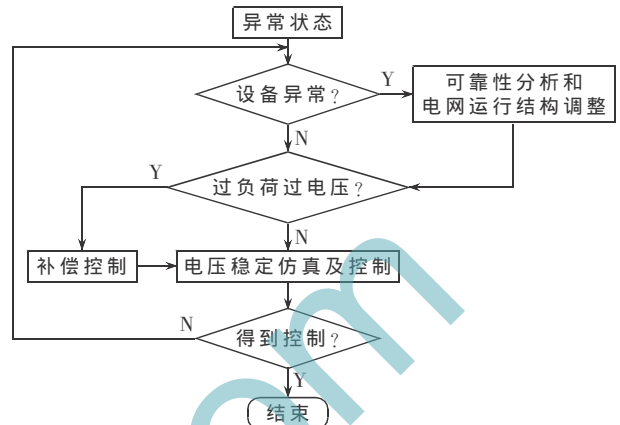 异常状态
设备异常?
Y
可靠性分析和
电网运行结构调整
N
Y
过负荷过电压?
N
补偿控制
电压稳定仿真及控制
N
得到控制?
Y
结束
om